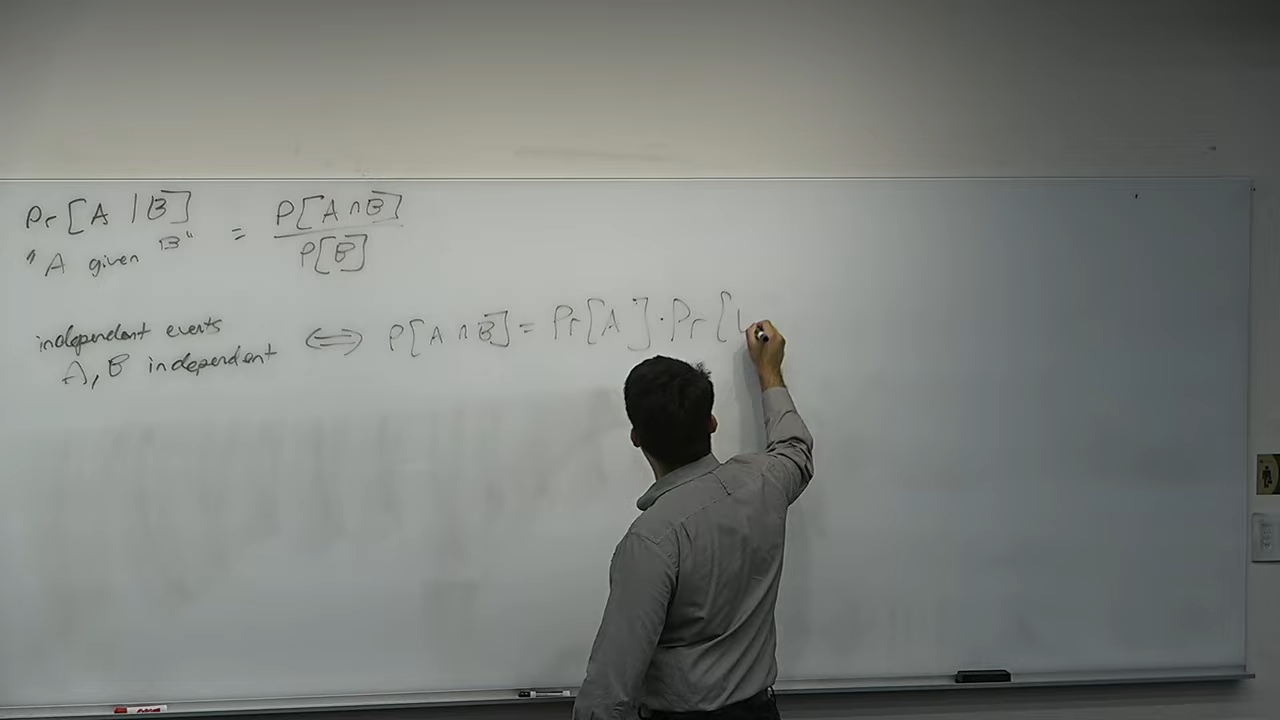 Pr[A | B] = P[A ∩ B] / P[B]
"A given B"
independent events
A, B independent ⟺ P[A ∩ B] = Pr[A] · Pr[